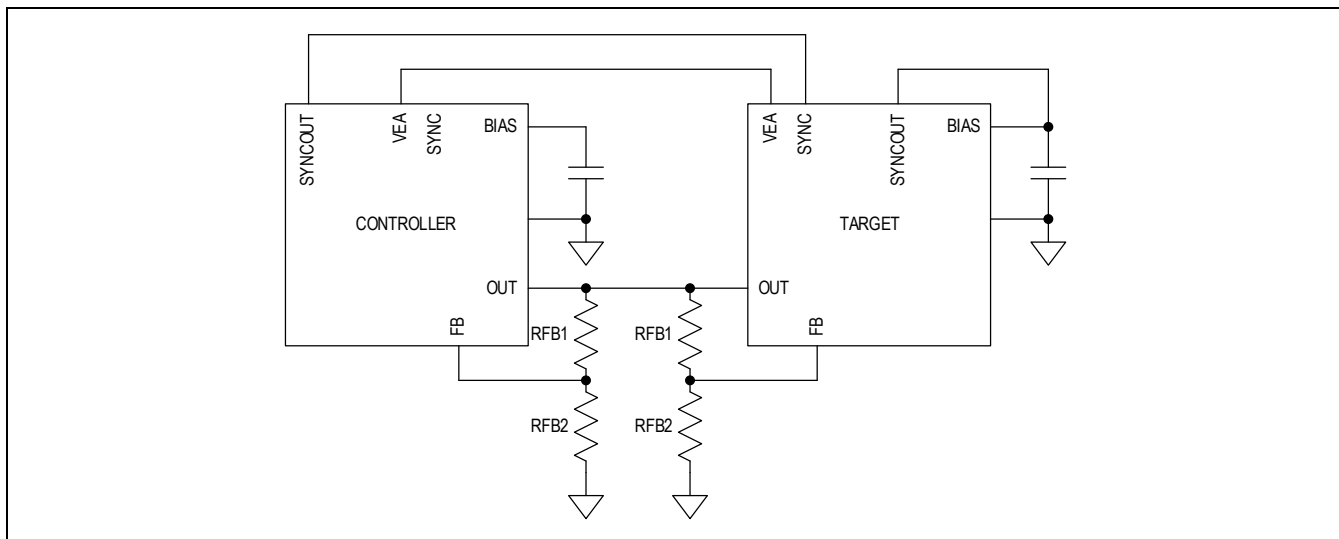 SYNCOUT
VEA
SYNC
BIAS
CONTROLLER
OUT
FB
RFB1
RFB2
VEA
SYNC
SYNCOUT
BIAS
TARGET
OUT
FB
RFB1
RFB2